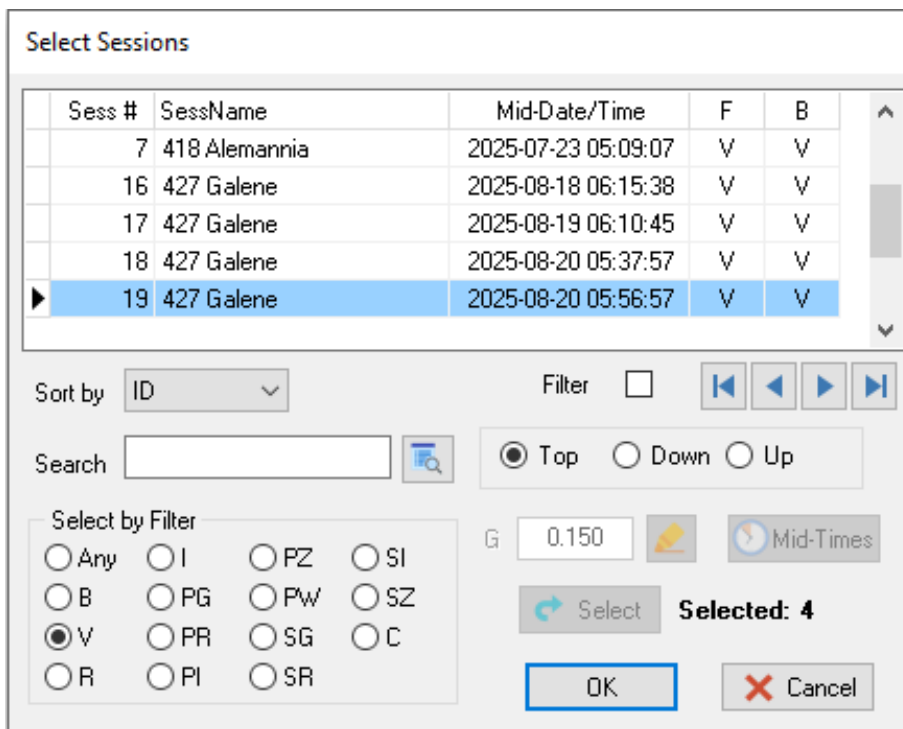 Select Sessions
Sess # SessName Mid-Date/Time F B
7 418 Alemannia 2025-07-23 05:09:07 V V
16 427 Galene 2025-08-18 06:15:38 V V
17 427 Galene 2025-08-19 06:10:45 V V
18 427 Galene 2025-08-20 05:37:57 V V
19 427 Galene 2025-08-20 05:56:57 V V
Sort by ID Filter
Search Top Down Up
Select by Filter
Any I PZ SI G 0.150 Mid-Times
B PG PW SZ Select Selected: 4
V PR SG C
R PI SR OK Cancel